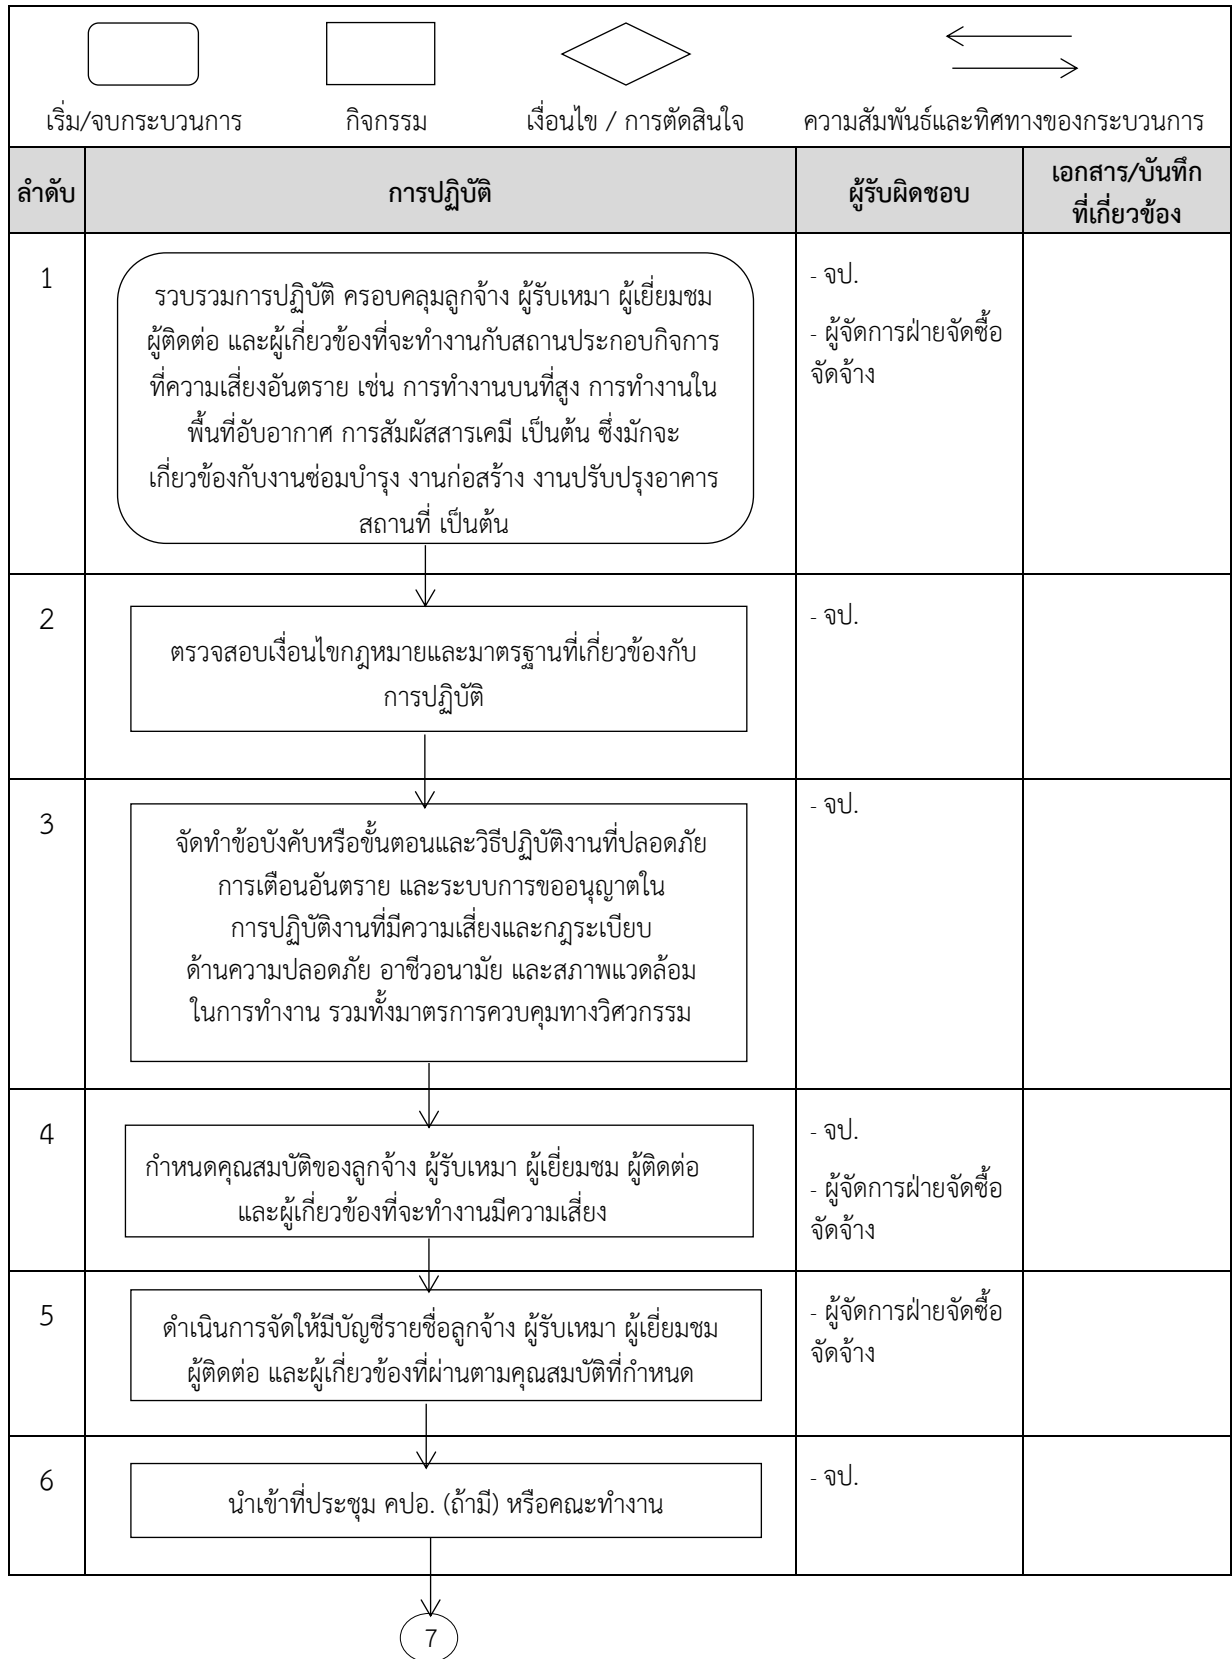 เริ่ม/จบกระบวนการ กิจกรรม เงื่อนไข / การตัดสินใจ ความสัมพันธ์และทิศทางของกระบวนการ
ลำดับ การปฏิบัติ ผู้รับผิดชอบ เอกสาร/บันทึก
ที่เกี่ยวข้อง
1
รวบรวมการปฏิบัติ ครอบคลุมลูกจ้าง ผู้รับเหมา ผู้เยี่ยมชม
ผู้ติดต่อ และผู้เกี่ยวข้องที่จะทำงานกับสถานประกอบกิจการ
ที่ความเสี่ยงอันตราย เช่น การทำงานบนที่สูง การทำงานใน
พื้นที่อับอากาศ การสัมผัสสารเคมี เป็นต้น ซึ่งมักจะ
เกี่ยวข้องกับงานซ่อมบำรุง งานก่อสร้าง งานปรับปรุงอาคาร
สถานที่ เป็นต้น
- จป.
- ผู้จัดการฝ่ายจัดซื้อ
จัดจ้าง
2
ตรวจสอบเงื่อนไขกฎหมายและมาตรฐานที่เกี่ยวข้องกับ
การปฏิบัติ
- จป.
3
จัดทำข้อบังคับหรือขั้นตอนและวิธีปฏิบัติงานที่ปลอดภัย
การเตือนอันตราย และระบบการขออนุญาตใน
การปฏิบัติงานที่มีความเสี่ยงและกฎระเบียบ
ด้านความปลอดภัย อาชีวอนามัย และสภาพแวดล้อม
ในการทำงาน รวมทั้งมาตรการควบคุมทางวิศวกรรม
- จป.
4
กำหนดคุณสมบัติของลูกจ้าง ผู้รับเหมา ผู้เยี่ยมชม ผู้ติดต่อ
และผู้เกี่ยวข้องที่จะทำงานมีความเสี่ยง
- จป.
- ผู้จัดการฝ่ายจัดซื้อ
จัดจ้าง
5
ดำเนินการจัดให้มีบัญชีรายชื่อลูกจ้าง ผู้รับเหมา ผู้เยี่ยมชม
ผู้ติดต่อ และผู้เกี่ยวข้องที่ผ่านตามคุณสมบัติที่กำหนด
- ผู้จัดการฝ่ายจัดซื้อ
จัดจ้าง
6
นำเข้าที่ประชุม คปอ. (ถ้ามี) หรือคณะทำงาน
- จป.
7